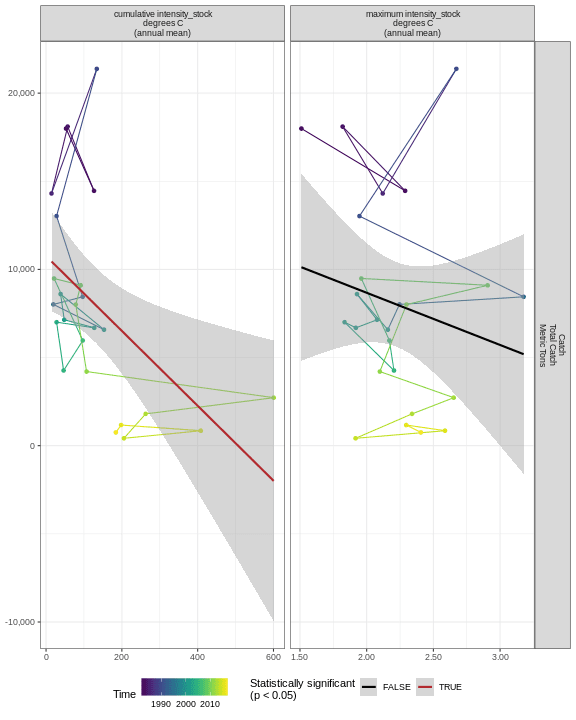 cumulative intensity_stock
degrees C
(annual mean)
maximum intensity_stock
degrees C
(annual mean)
20,000
10,000
0
-10,000
Catch
Total Catch
Metric Tons
0
200
400
600
1.50
2.00
2.50
3.00
Time
1990 2000 2010
Statistically significant
(p < 0.05)
FALSE
TRUE